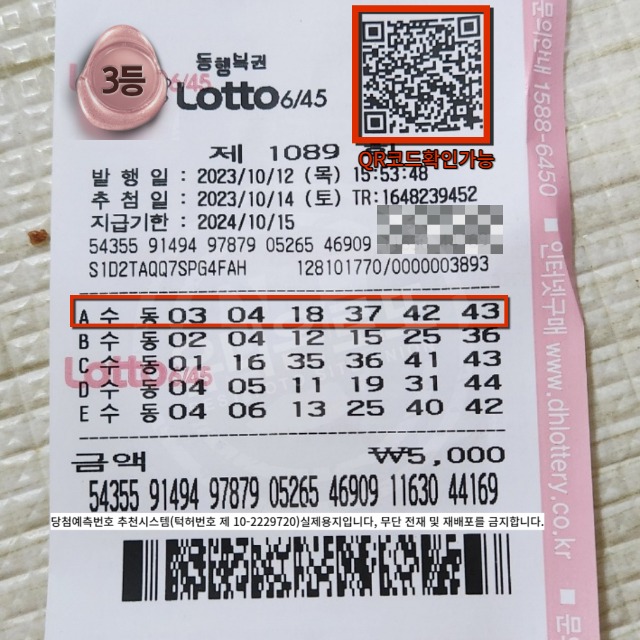 3등
동행복권
Lotto6/45
QR코드확인가능
제 1089 회
발 행 일 : 2023/10/12 (목) 15:53:48
추 첨 일 : 2023/10/14 (토) TR:1648239452
지급기한 : 2024/10/15
54355 91494 97879 05265 46909
S1D2TAQQ7SPG4FAH 128101770/0000003893
A 수 동 03 04 18 37 42 43
B 수 동 02 04 12 15 25 36
C 수 동 01 16 35 36 41 43
D 수 동 04 05 11 19 31 44
E 수 동 04 06 13 25 40 42
Lotto6/45
금액 ₩5,000
54355 91494 97879 05265 46909 11630 44169
당첨예측번호 추천시스템(특허번호 제 10-2229720)실제용지입니다, 무단 전재 및 재배포를 금지합니다.
문의안내 1588-6450
■ 인터넷구매 www.dhlottery.co.kr